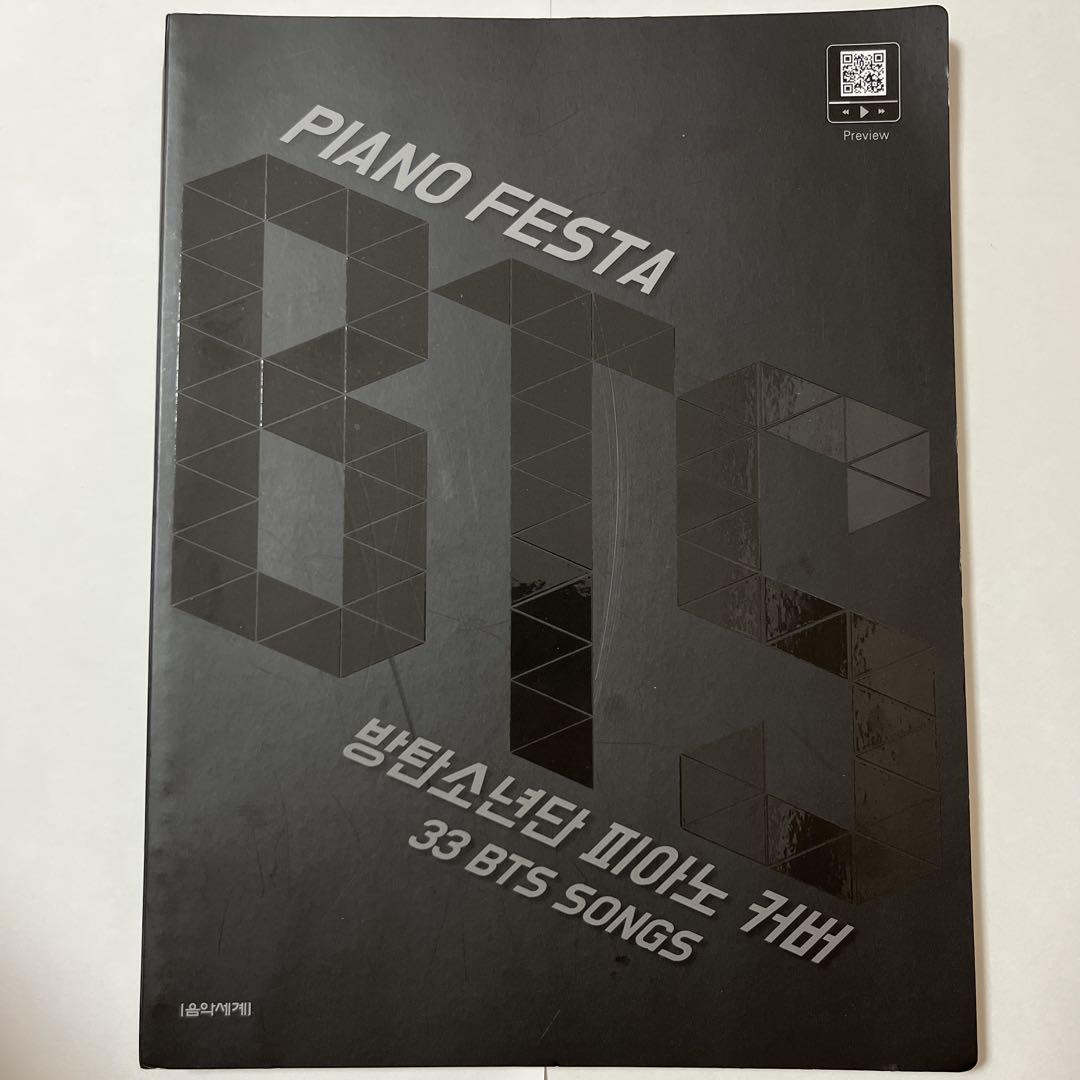 Preview
PIANO FESTA
BTS
방탄소년단 피아노 커버
33 BTS SONGS
[음악세계]